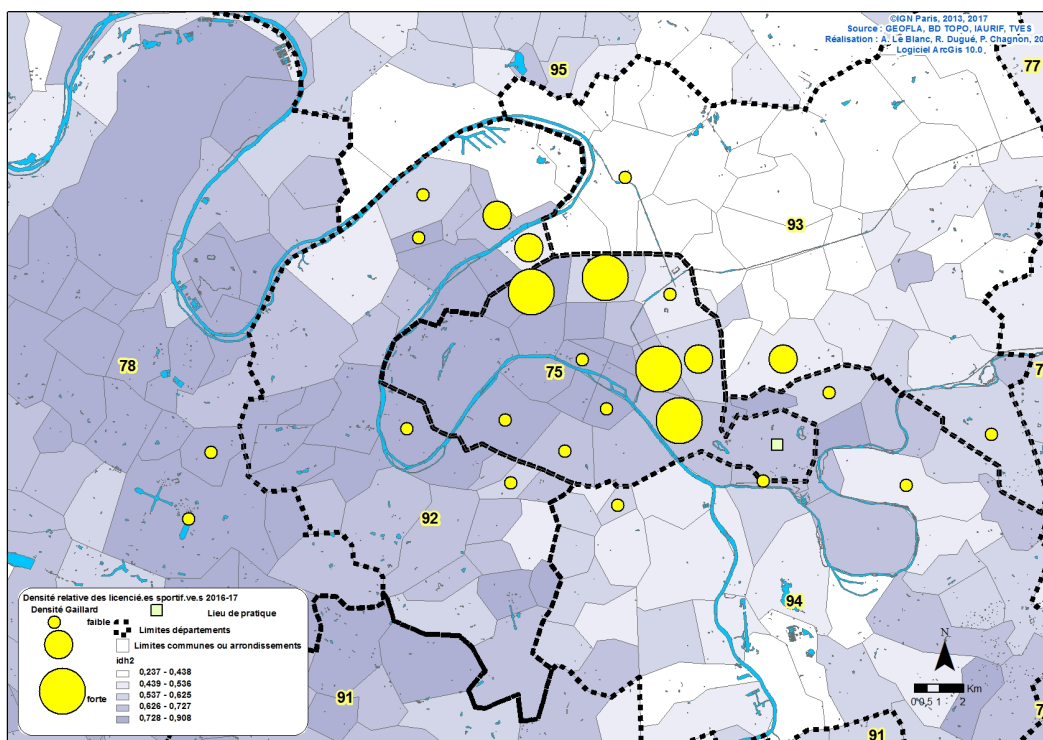 ©IGN Paris, 2013, 2017
Source : GEOFLA, BD TOPO, IAURIF, TVES
Réalisation : A. Le Blanc, R. Dugué, P. Chagnon, 20
Logiciel ArcGis 10.0
95
77
93
78
75
92
94
91
91
N
Km
0 0,5 1 2
Densité relative des licencié.es sportif.ve.s 2016-17
Densité Gaillard
Lieu de pratique
faible
Limites départements
Limites communes ou arrondissements
idh2
0,237 - 0,438
0,439 - 0,536
0,537 - 0,625
0,626 - 0,727
0,728 - 0,908
forte